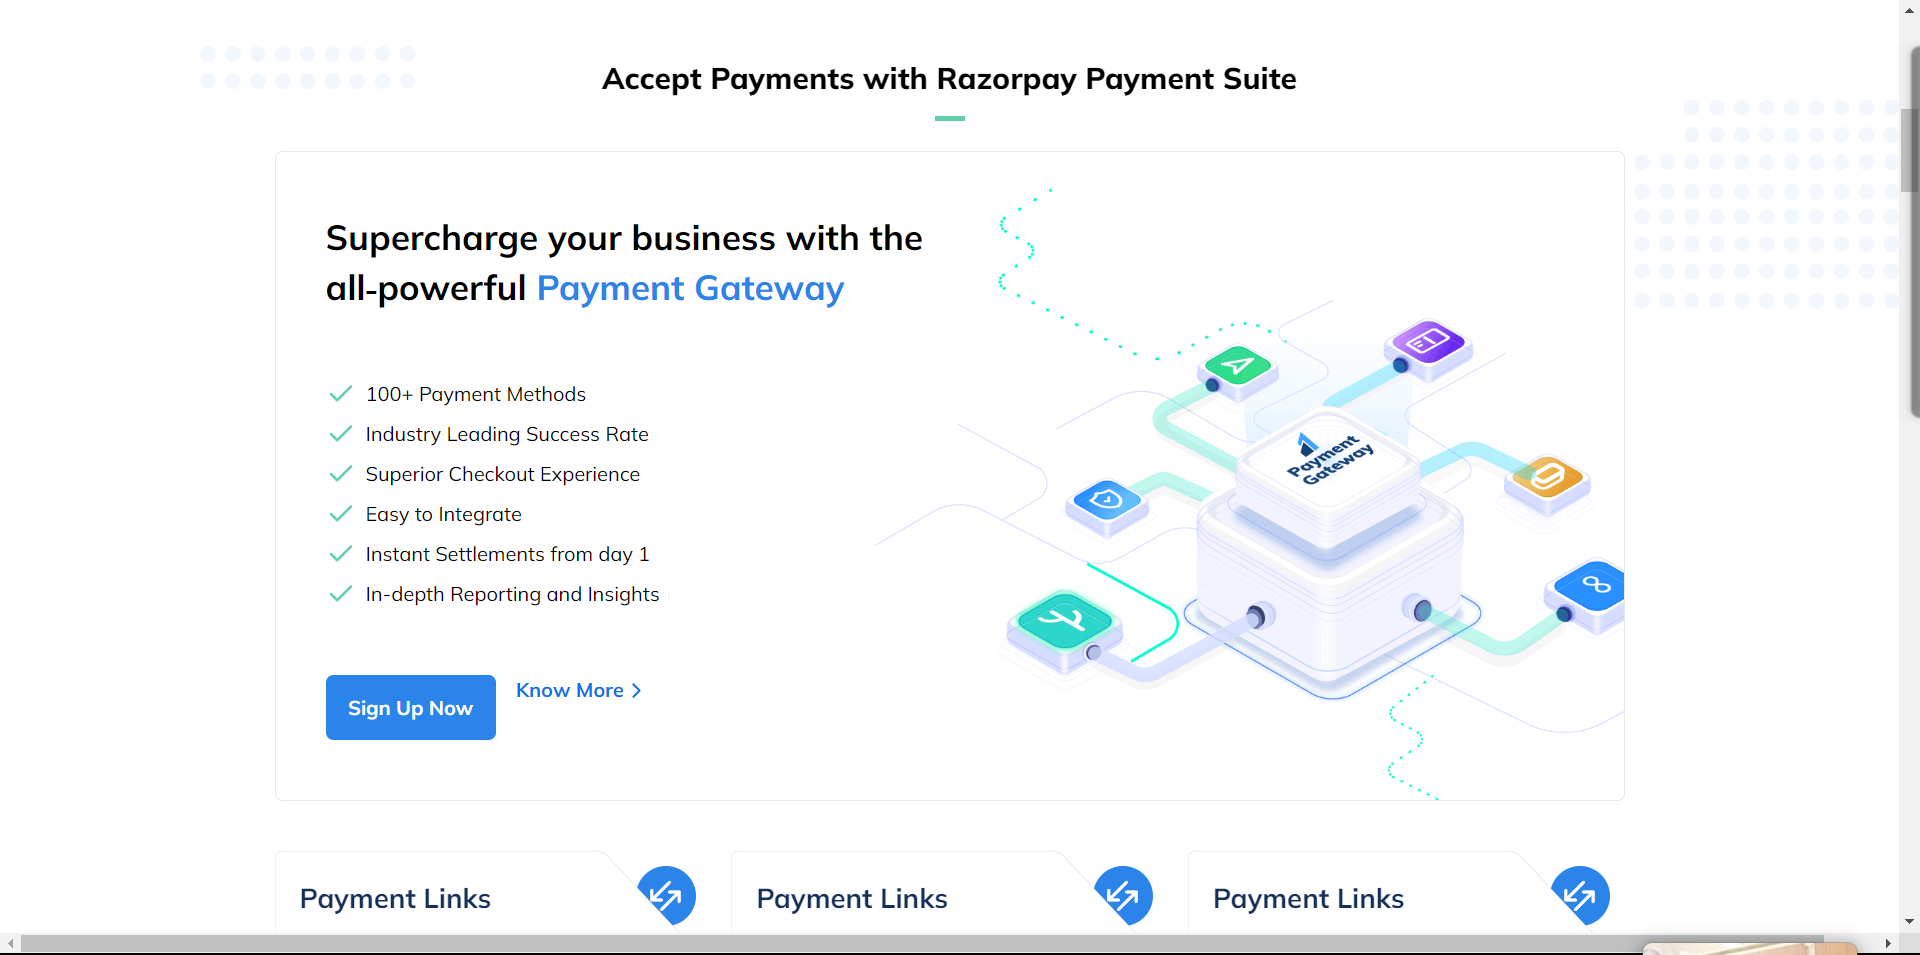 Accept Payments with Razorpay Payment Suite
Supercharge your business with the
all-powerful Payment Gateway
100+ Payment Methods
Industry Leading Success Rate
Superior Checkout Experience
Easy to Integrate
Instant Settlements from day 1
In-depth Reporting and Insights
Sign Up Now
Know More
Payment
Gateway
Payment Links
Payment Links
Payment Links